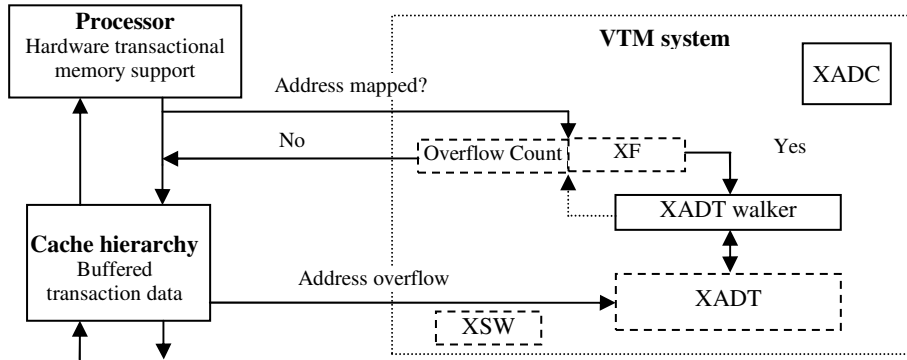 Processor
Hardware transactional
memory support
VTM system
XADC
Address mapped?
No
Overflow Count
XF
Yes
XADT walker
Cache hierarchy
Buffered
transaction data
Address overflow
XADT
XSW